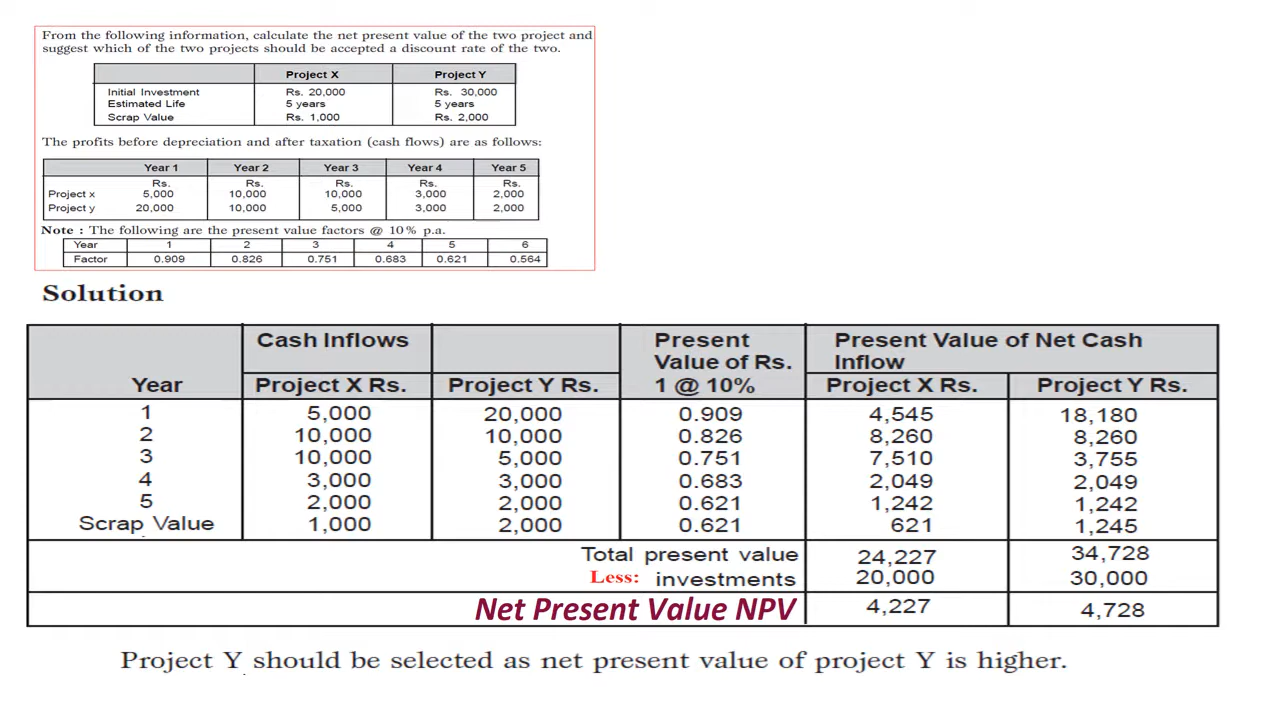 From the following information, calculate the net present value of the two project and
suggest which of the two projects should be accepted a discount rate of the two.
Project X Project Y
Initial Investment Rs. 20,000 Rs. 30,000
Estimated Life 5 years 5 years
Scrap Value Rs. 1,000 Rs. 2,000
The profits before depreciation and after taxation (cash flows) are as follows:
Year 1 Year 2 Year 3 Year 4 Year 5
Rs. Rs. Rs. Rs. Rs.
Project x 5,000 10,000 10,000 3,000 2,000
Project y 20,000 10,000 5,000 3,000 2,000
Note : The following are the present value factors @ 10% p.a.
Year 1 2 3 4 5 6
Factor 0.909 0.826 0.751 0.683 0.621 0.564
Solution
Cash Inflows Present Present Value of Net Cash
Value of Rs. Inflow
Year Project X Rs. Project Y Rs. 1 @ 10% Project X Rs. Project Y Rs.
1 5,000 20,000 0.909 4,545 18,180
2 10,000 10,000 0.826 8,260 8,260
3 10,000 5,000 0.751 7,510 3,755
4 3,000 3,000 0.683 2,049 2,049
5 2,000 2,000 0.621 1,242 1,242
Scrap Value 1,000 2,000 0.621 621 1,245
Total present value 24,227 34,728
Less: investments 20,000 30,000
Net Present Value NPV 4,227 4,728
Project Y should be selected as net present value of project Y is higher.